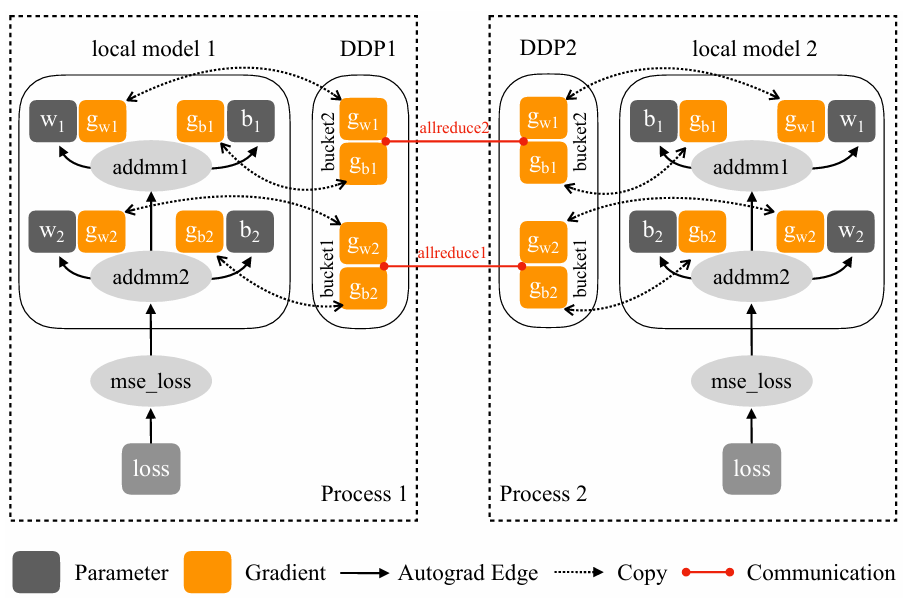 local model 1
DDP1
DDP2
local model 2
w1
gw1
gb1
b1
addmm1
gw1
gb1
bucket2
allreduce2
gw1
gb1
bucket2
b1
gb1
gw1
w1
addmm1
w2
gw2
gb2
b2
addmm2
gw2
gb2
bucket1
allreduce1
gw2
gb2
bucket1
b2
gb2
gw2
w2
addmm2
mse_loss
mse_loss
loss
loss
Process 1
Process 2
Parameter
Gradient
Autograd Edge
Copy
Communication